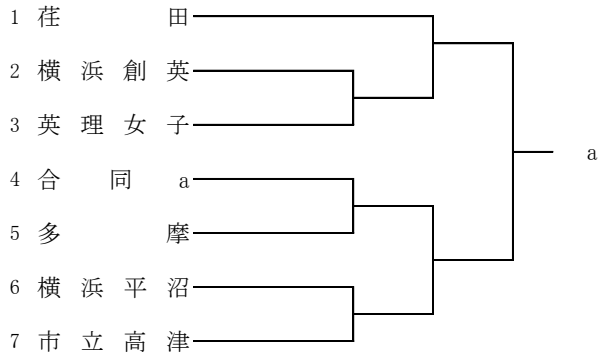 1 荏田
2 横浜創英
3 英理女子
4 合同a
5 多摩
6 横浜平沼
7 市立高津
a